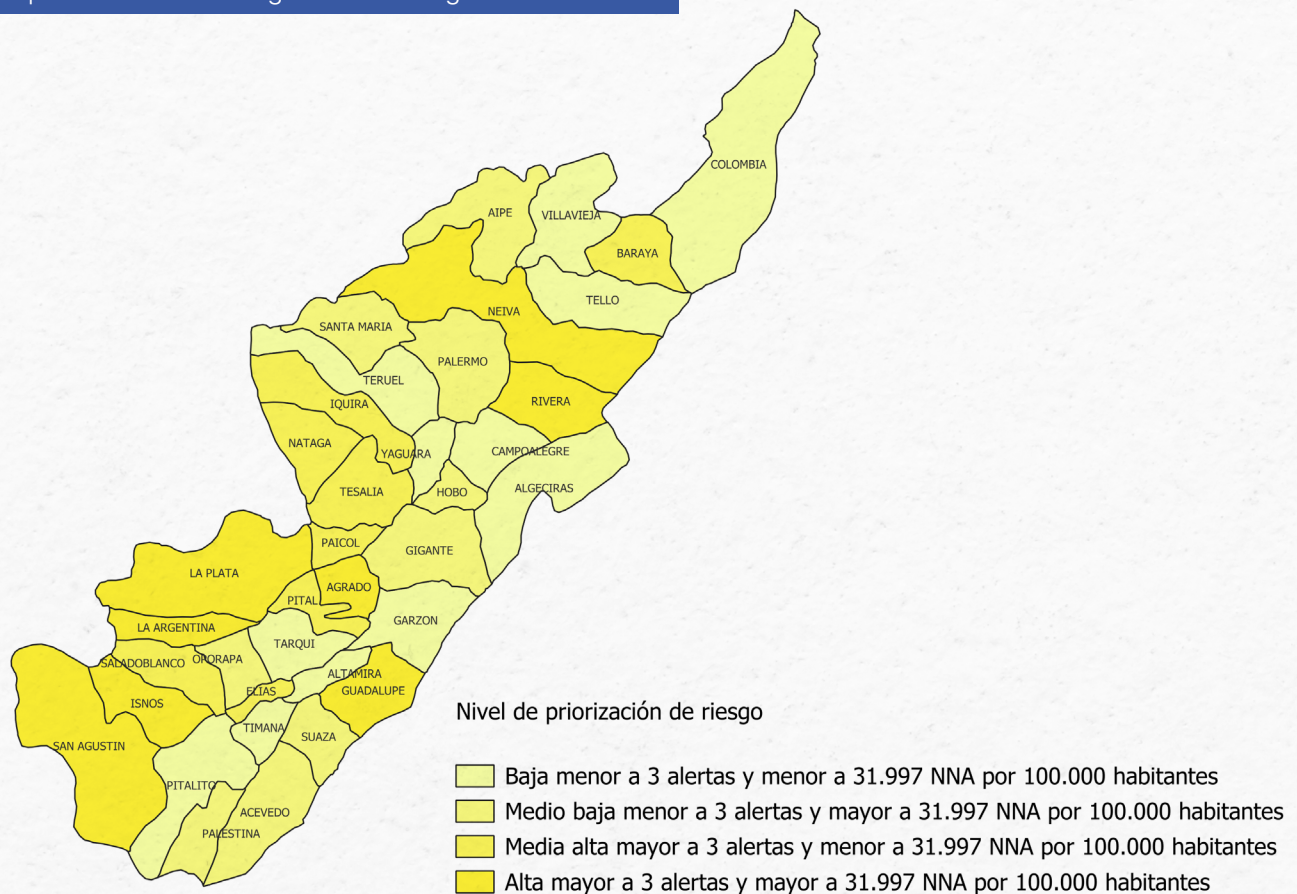 COLOMBIA
AIPE
VILLAVIEJA
BARAYA
TELLO
NEIVA
SANTA MARIA
PALERMO
TERUEL
RIVERA
IQUIRA
NATAGA
YAGUARA
CAMPOALEGRE
TESALIA
HOBO
ALGECIRAS
PAICOL
GIGANTE
LA PLATA
AGRADO
PITAL
GARZON
LA ARGENTINA
TARQUI
SALADOBLANCO
OPORAPA
ALTAMIRA
ELIAS
GUADALUPE
ISNOS
TIMANA
SUAZA
SAN AGUSTIN
PITALITO
ACEVEDO
PALESTINA
Nivel de priorización de riesgo
Baja menor a 3 alertas y menor a 31.997 NNA por 100.000 habitantes
Medio baja menor a 3 alertas y mayor a 31.997 NNA por 100.000 habitantes
Media alta mayor a 3 alertas y menor a 31.997 NNA por 100.000 habitantes
Alta mayor a 3 alertas y mayor a 31.997 NNA por 100.000 habitantes